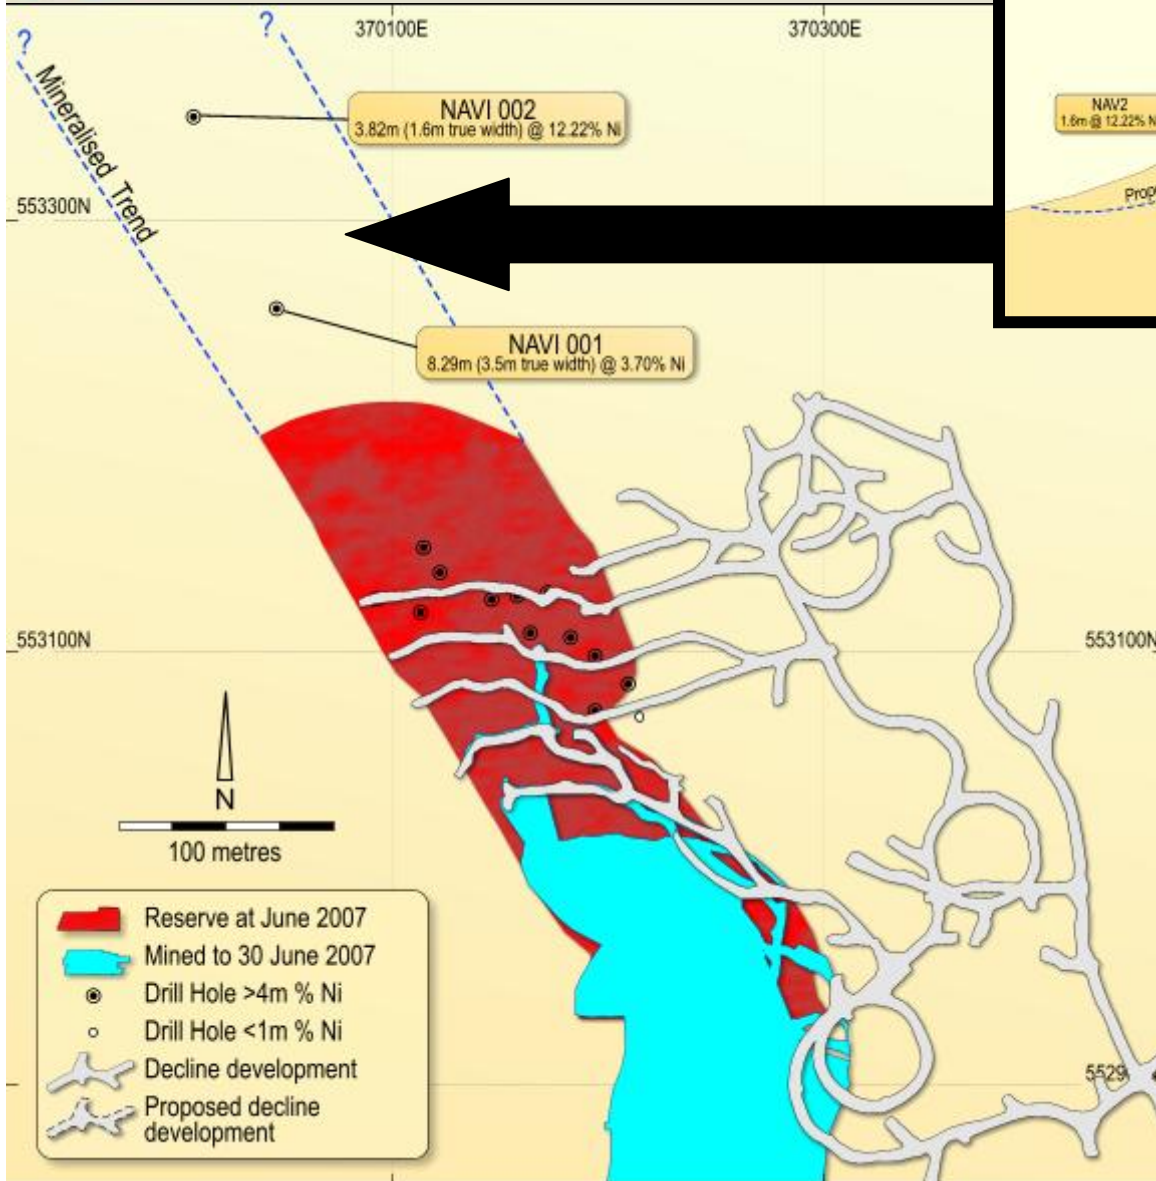 370100E
370300E
?
?
Mineralised Trend
NAVI 002
3.82m (1.6m true width) @ 12.22% Ni
NAV2
1.6m @ 12.22% N
553300N
NAVI 001
8.29m (3.5m true width) @ 3.70% Ni
553100N
553100N
N
100 metres
Reserve at June 2007
Mined to 30 June 2007
Drill Hole >4m % Ni
Drill Hole <1m % Ni
Decline development
Proposed decline
development
5529